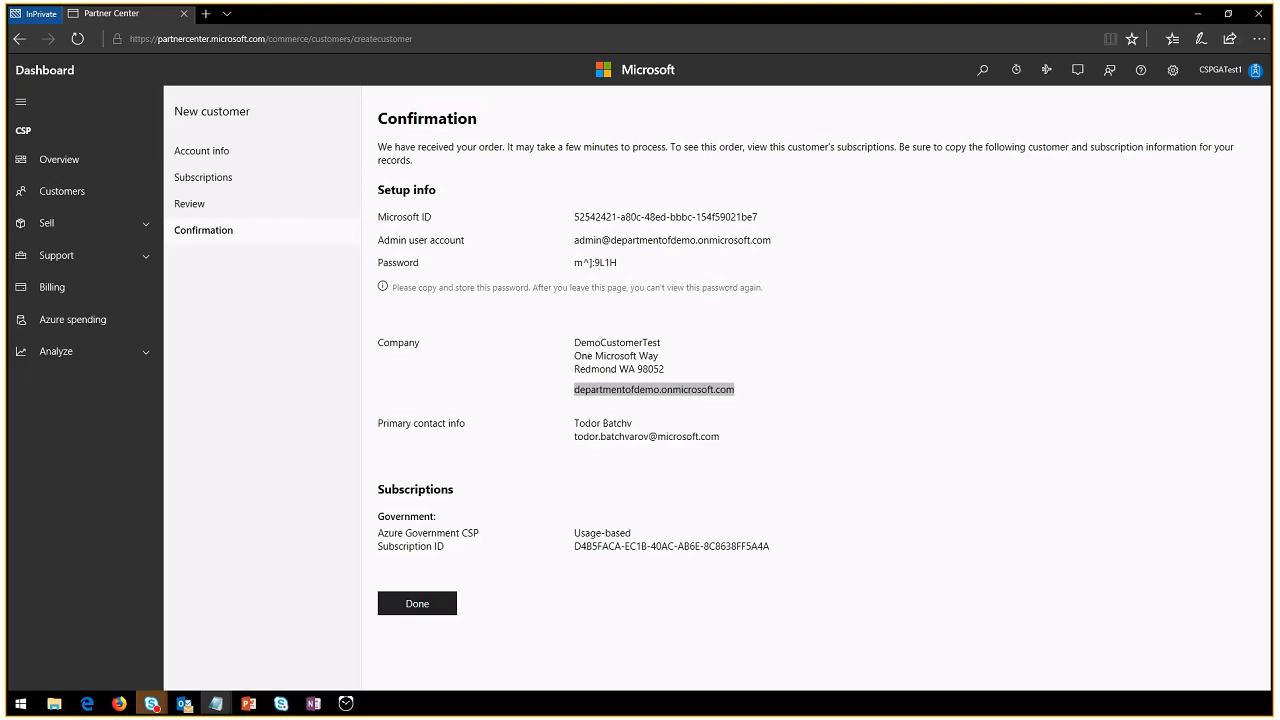 InPrivate
Partner Center
https://partnercenter.microsoft.com/commerce/customers/createcustomer
Dashboard
Microsoft
CSPGATest1
CSP
Overview
Customers
Sell
Support
Billing
Azure spending
Analyze
New customer
Account info
Subscriptions
Review
Confirmation
Confirmation
We have received your order. It may take a few minutes to process. To see this order, view this customer's subscriptions. Be sure to copy the following customer and subscription information for your
records.
Setup info
Microsoft ID 52542421-a80c-48ed-bbbc-154f59021be7
Admin user account admin@departmentofdemo.onmicrosoft.com
Password m^]:9L1H
Please copy and store this password. After you leave this page, you can't view this password again.
Company DemoCustomerTest
One Microsoft Way
Redmond WA 98052
departmentofdemo.onmicrosoft.com
Primary contact info Todor Batchv
todor.batchvarov@microsoft.com
Subscriptions
Government:
Azure Government CSP Usage-based
Subscription ID D4B5FACA-EC1B-40AC-AB6E-8C8638FF5A4A
Done